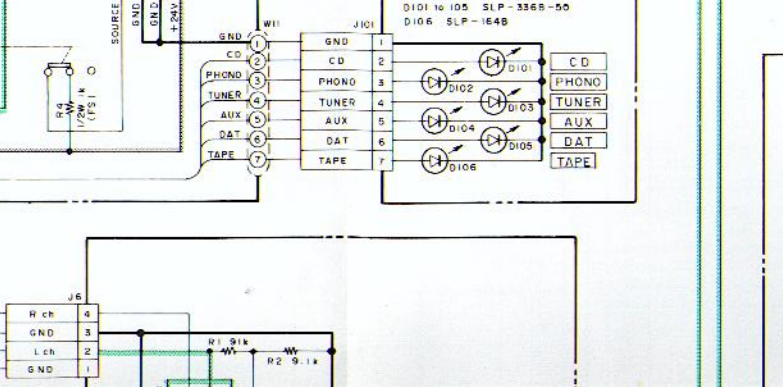 D101 to 105 SLP-336B-50
D106 SLP-164B
SOURCE
GND
GND
+24V
W11
J101
GND 1 GND 1
CD 2 CD 2 D101 CD
PHONO 3 PHONO 3 D102 PHONO
TUNER 4 TUNER 4 D103 TUNER
AUX 5 AUX 5 D104 AUX
DAT 6 DAT 6 D105 DAT
TAPE 7 TAPE 7 D106 TAPE
R4
1/2W 1k
(FS)
J6
R ch 4
GND 3
L ch 2
GND 1
R1 91k
R2 9.1k